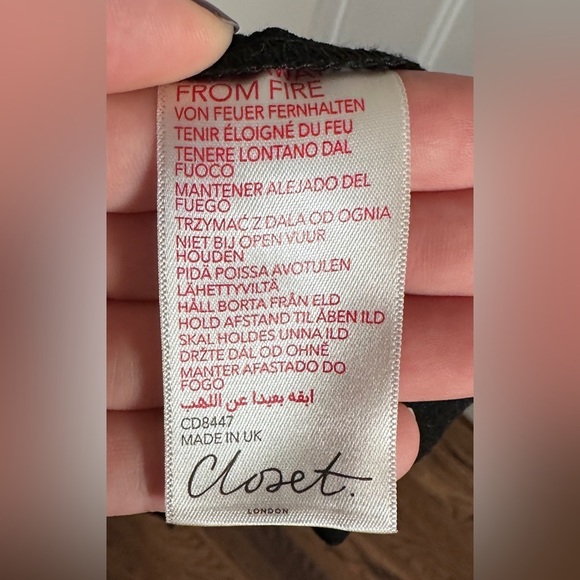 FROM FIRE
VON FEUER FERNHALTEN
TENIR ÉLOIGNÉ DU FEU
TENERE LONTANO DAL
FUOCO
MANTENER ALEJADO DEL
FUEGO
TRZYMAĆ Z DALA OD OGNIA
NIET BIJ OPEN VUUR
HOUDEN
PIDÄ POISSA AVOTULEN
LÄHETTYVILTÄ
HÅLL BORTA FRÅN ELD
HOLD AFSTAND TIL ÅBEN ILD
SKAL HOLDES UNNA ILD
DRŽTE DÁL OD OHNĚ
MANTER AFASTADO DO
FOGO
ابقه بعيدا عن اللهب
CD8447
MADE IN UK
Closet.
LONDON